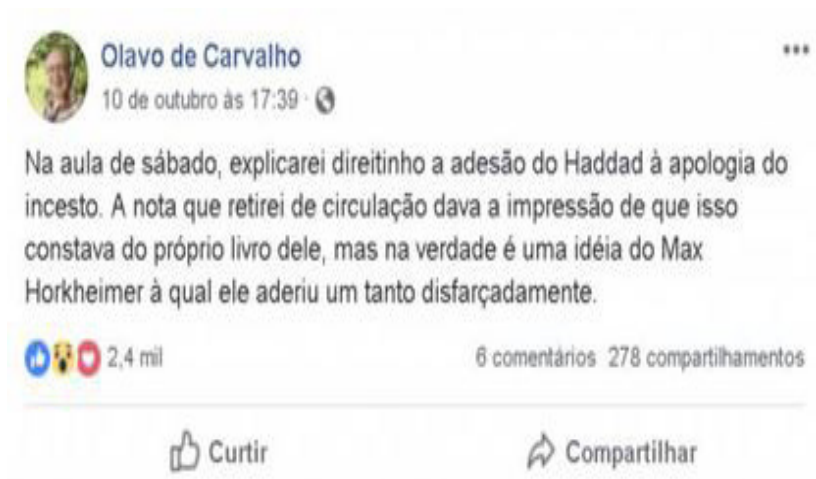 Olavo de Carvalho
10 de outubro às 17:39
Na aula de sábado, explicarei direitinho a adesão do Haddad à apologia do
incesto. A nota que retirei de circulação dava a impressão de que isso
constava do próprio livro dele, mas na verdade é uma idéia do Max
Horkheimer à qual ele aderiu um tanto disfarçadamente.
2,4 mil 6 comentários 278 compartilhamentos
Curtir Compartilhar